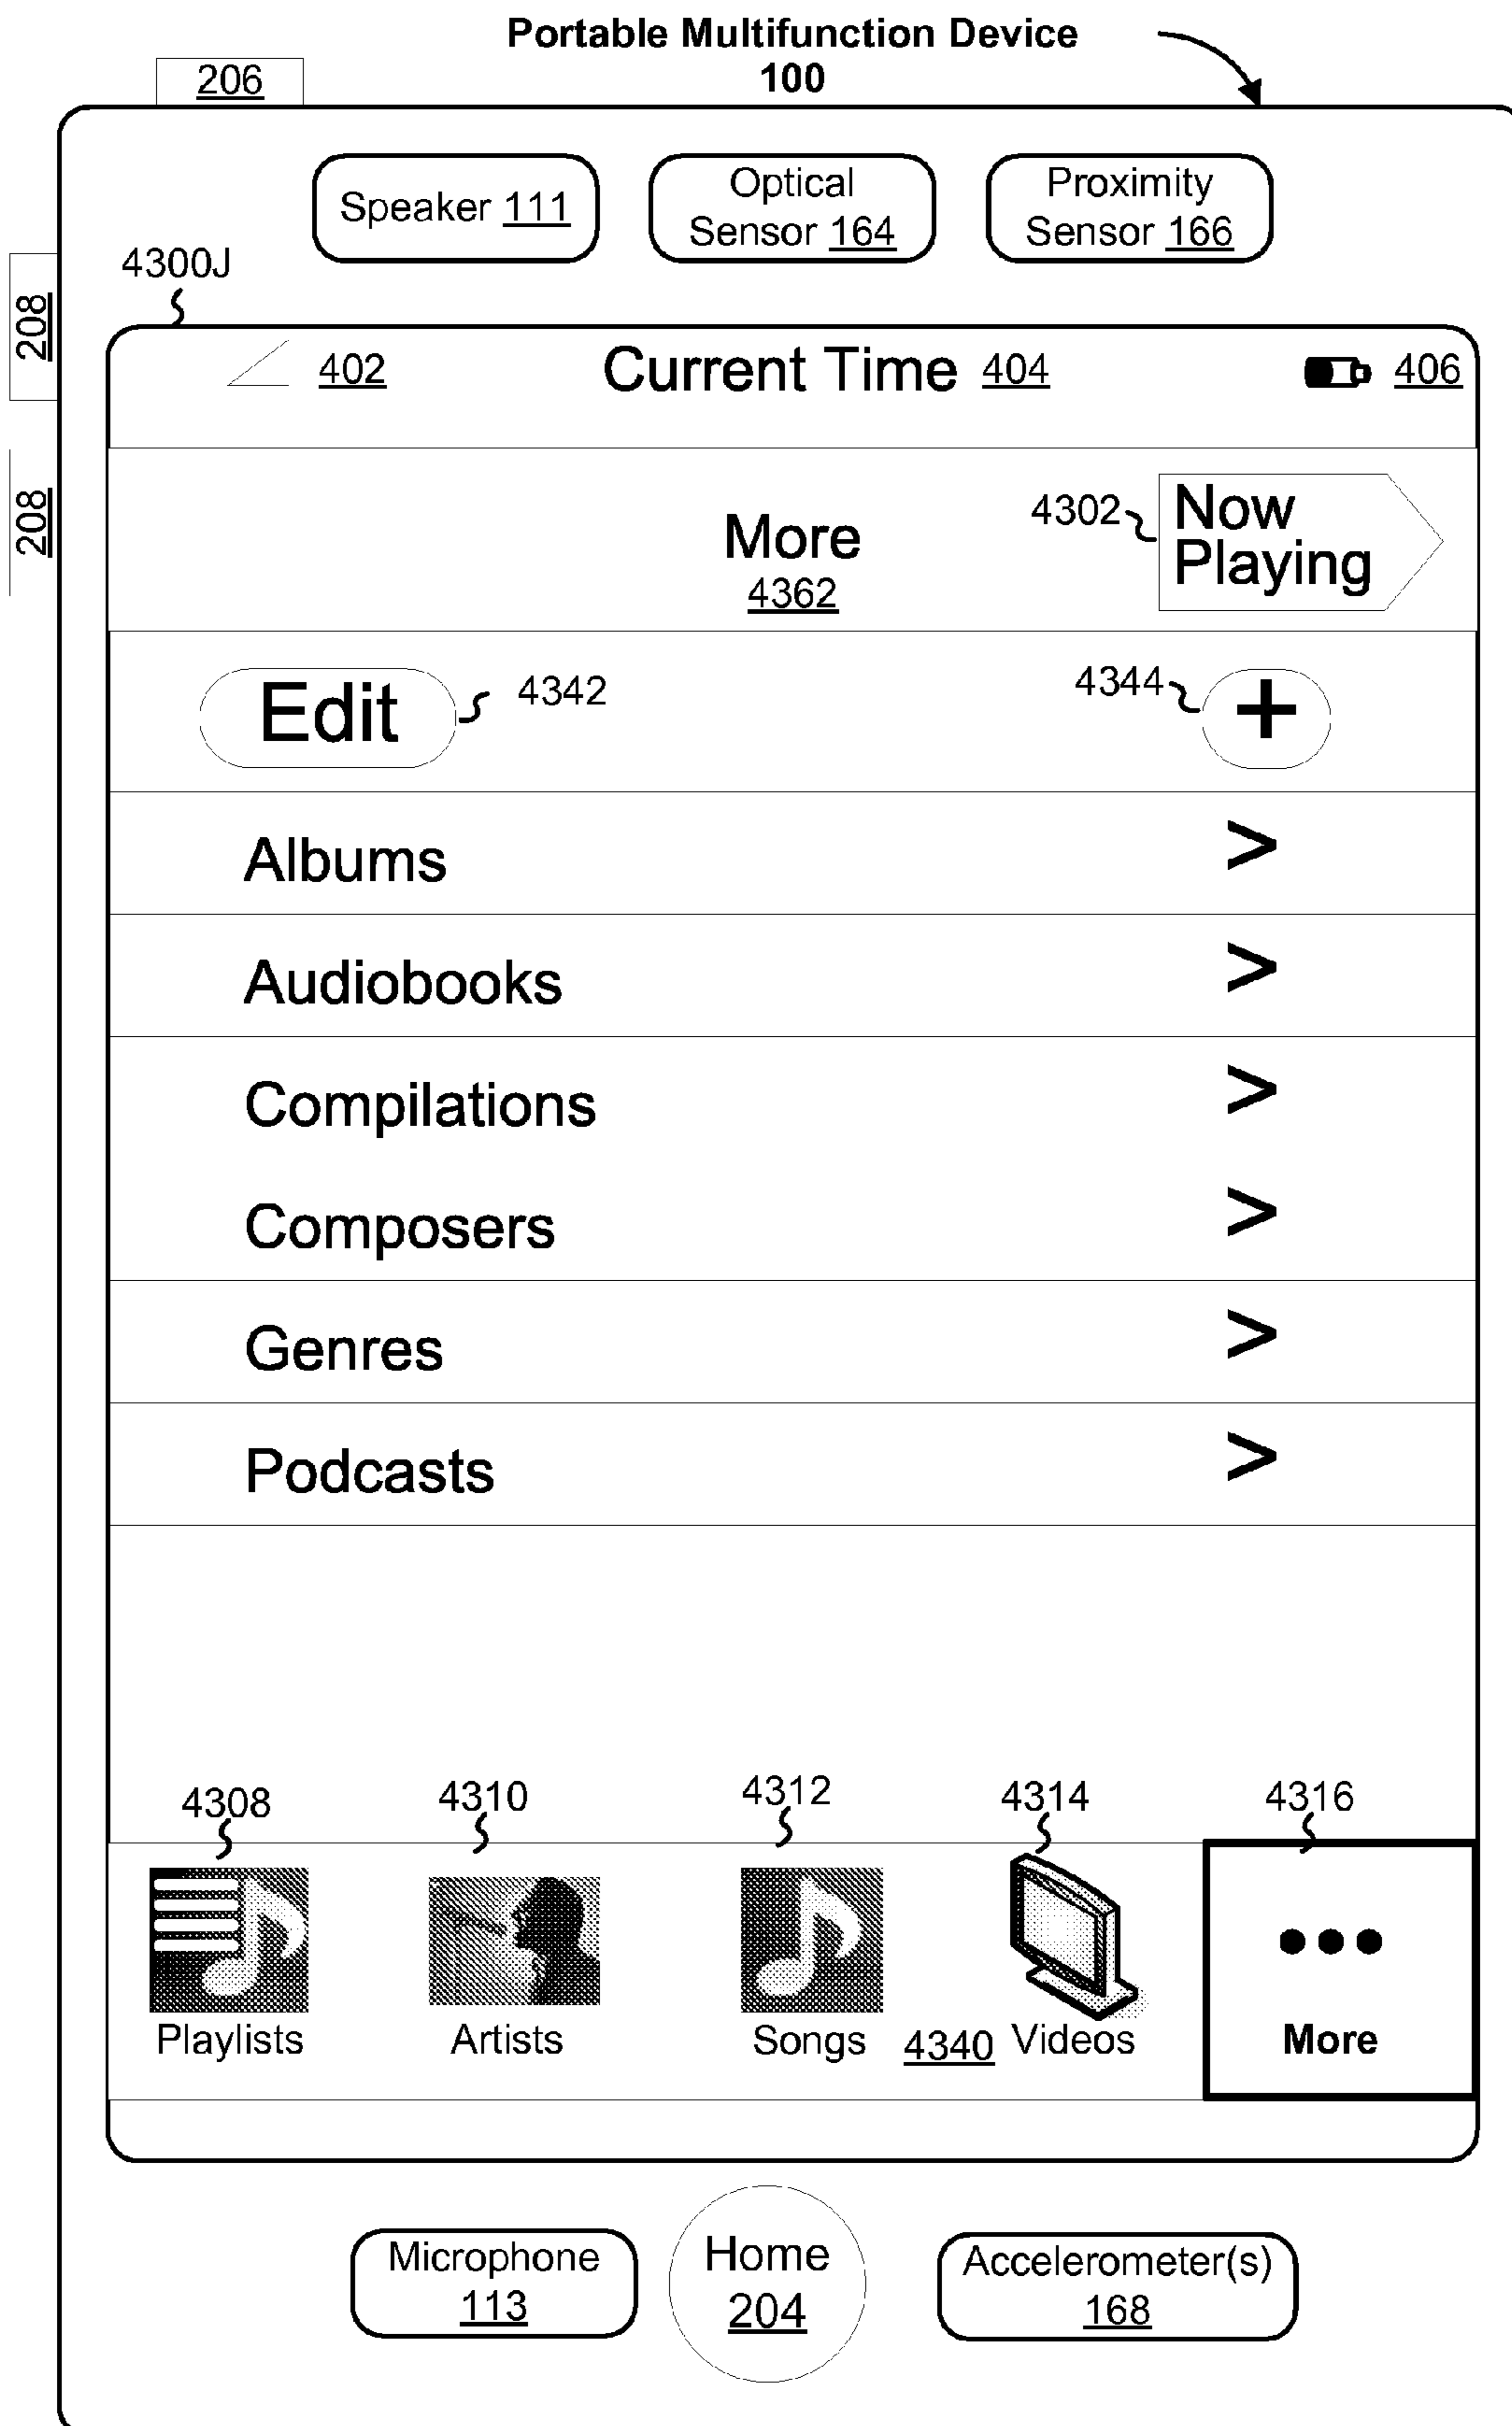 Portable Multifunction Device
100
206
Speaker 111
Optical
Sensor 164
Proximity
Sensor 166
4300J
208
208
402
Current Time 404
406
More
4362
4302
Now
Playing
Edit
4342
4344
+
Albums >
Audiobooks >
Compilations >
Composers >
Genres >
Podcasts >
4308
4310
4312
4314
4316
Playlists
Artists
Songs
4340
Videos
More
Microphone
113
Home
204
Accelerometer(s)
168